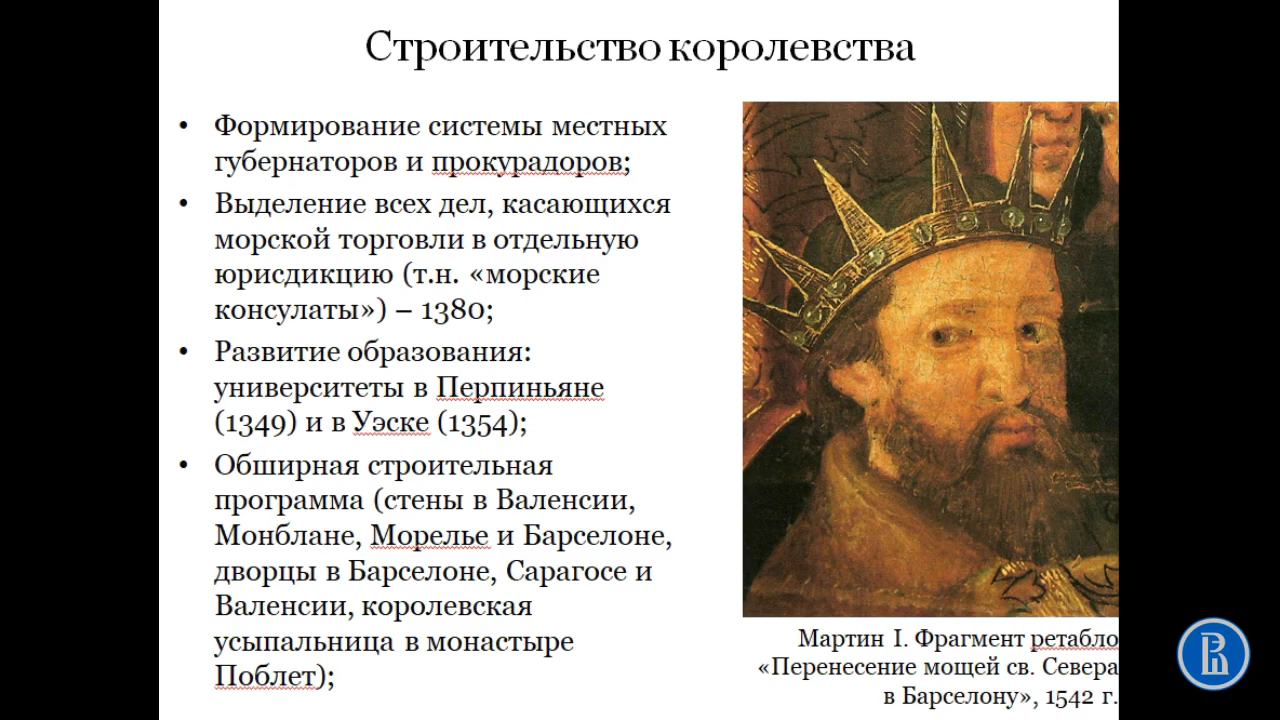 Строительство королевства
• Формирование системы местных
губернаторов и прокурадоров;
• Выделение всех дел, касающихся
морской торговли в отдельную
юрисдикцию (т.н. «морские
консулаты») – 1380;
• Развитие образования:
университеты в Перпиньяне
(1349) и в Уэске (1354);
• Обширная строительная
программа (стены в Валенсии,
Монблане, Морелье и Барселоне,
дворцы в Барселоне, Сарагосе и
Валенсии, королевская
усыпальница в монастыре
Поблет);
Мартин I. Фрагмент ретабло
«Перенесение мощей св. Севера
в Барселону», 1542 г.